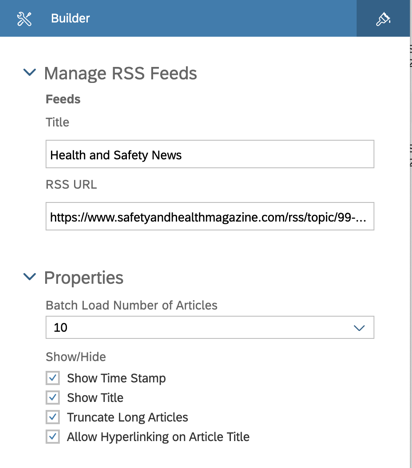 Builder
Manage RSS Feeds
Feeds
Title
Health and Safety News
RSS URL
https://www.safetyandhealthmagazine.com/rss/topic/99-...
Properties
Batch Load Number of Articles
10
Show/Hide
Show Time Stamp
Show Title
Truncate Long Articles
Allow Hyperlinking on Article Title